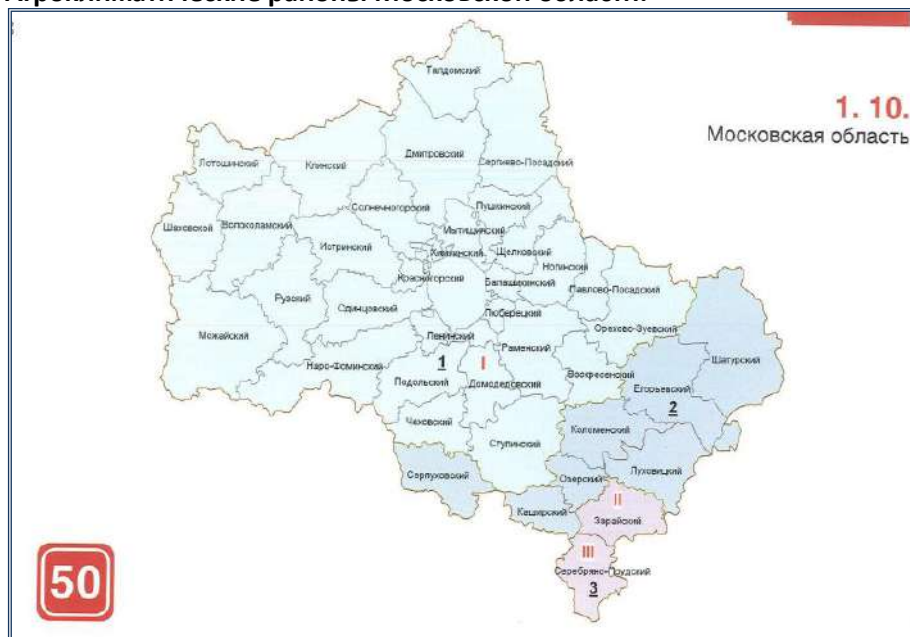 Агроклиматические районы Московской области.
1. 10.
Московская область
Талдомский
Дмитровский
Сергиево-Посадский
Лотошинский
Клинский
Солнечногорский
Пушкинский
Шаховской
Волоколамский
Мытищинский
Истринский
Химкинский
Щелковский
Ногинский
Красногорский
Балашихинский
Павлово-Посадский
Рузский
Одинцовский
Люберецкий
Можайский
Ленинский
Орехово-Зуевский
Раменский
Шатурский
1
I
Наро-Фоминский
Воскресенский
Подольский
Домодедовский
Егорьевский
2
Чеховский
Коломенский
Ступинский
Серпуховский
Озерский
Луховицкий
Каширский
II
Зарайский
III
Серебряно-Прудский
3
50